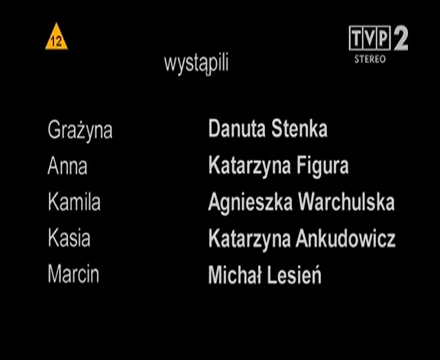 12
TVP2
STEREO
wystąpili
Grażyna Danuta Stenka
Anna Katarzyna Figura
Kamila Agnieszka Warchulska
Kasia Katarzyna Ankudowicz
Marcin Michał Lesień